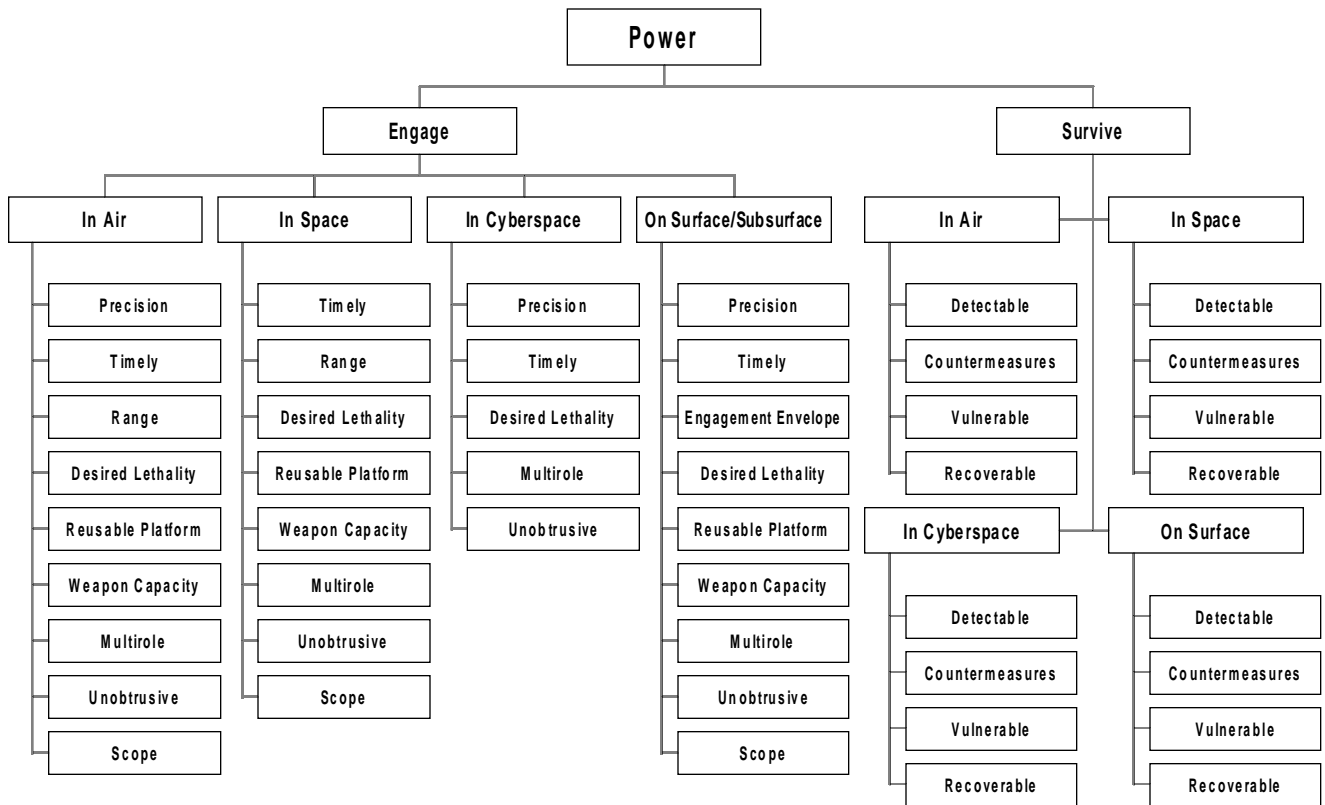 Power
Engage
Survive
In Air
In Space
In Cyberspace
On Surface/Subsurface
In Air
In Space
Precision
Timely
Range
Desired Lethality
Reusable Platform
Weapon Capacity
Multirole
Unobtrusive
Scope
Timely
Range
Desired Lethality
Reusable Platform
Weapon Capacity
Multirole
Unobtrusive
Scope
Precision
Timely
Desired Lethality
Multirole
Unobtrusive
Precision
Timely
Engagement Envelope
Desired Lethality
Reusable Platform
Weapon Capacity
Multirole
Unobtrusive
Scope
Detectable
Countermeasures
Vulnerable
Recoverable
Detectable
Countermeasures
Vulnerable
Recoverable
In Cyberspace
On Surface
Detectable
Countermeasures
Vulnerable
Recoverable
Detectable
Countermeasures
Vulnerable
Recoverable